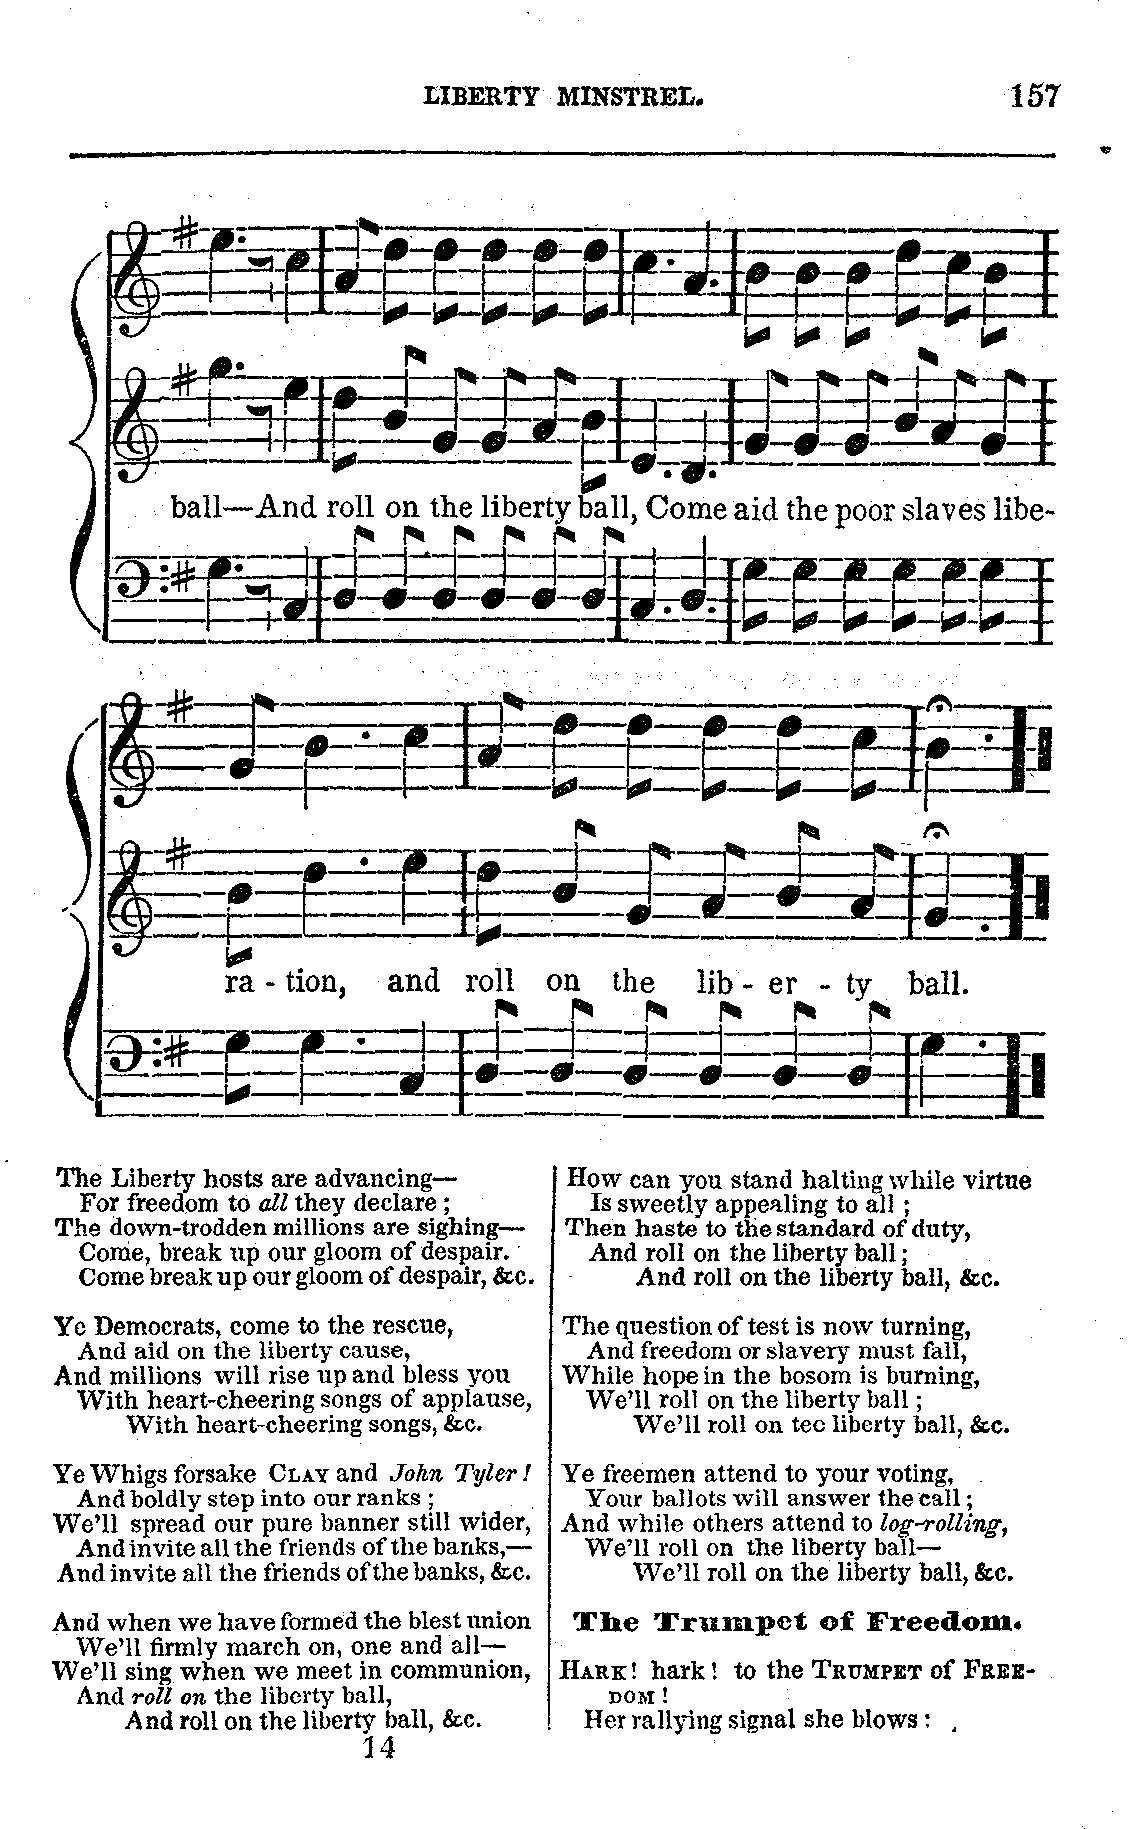 LIBERTY MINSTREL. 157
ball—And roll on the liberty ball, Come aid the poor slaves libe-
ra - tion, and roll on the lib - er - ty ball.
The Liberty hosts are advancing—
For freedom to all they declare;
The down-trodden millions are sighing—
Come, break up our gloom of despair.
Come break up our gloom of despair, &c.
Ye Democrats, come to the rescue,
And aid on the liberty cause,
And millions will rise up and bless you
With heart-cheering songs of applause,
With heart-cheering songs, &c.
Ye Whigs forsake CLAY and John Tyler!
And boldly step into our ranks;
We'll spread our pure banner still wider,
And invite all the friends of the banks,—
And invite all the friends of the banks, &c.
And when we have formed the blest union
We'll firmly march on, one and all—
We'll sing when we meet in communion,
And roll on the liberty ball,
And roll on the liberty ball, &c.
14
How can you stand halting while virtue
Is sweetly appealing to all;
Then haste to the standard of duty,
And roll on the liberty ball;
And roll on the liberty ball, &c.
The question of test is now turning,
And freedom or slavery must fall,
While hope in the bosom is burning,
We'll roll on the liberty ball;
We'll roll on tee liberty ball, &c.
Ye freemen attend to your voting,
Your ballots will answer the call;
And while others attend to log-rolling,
We'll roll on the liberty ball—
We'll roll on the liberty ball, &c.
The Trumpet of Freedom.
HARK! hark! to the TRUMPET of FREE-
DOM!
Her rallying signal she blows: